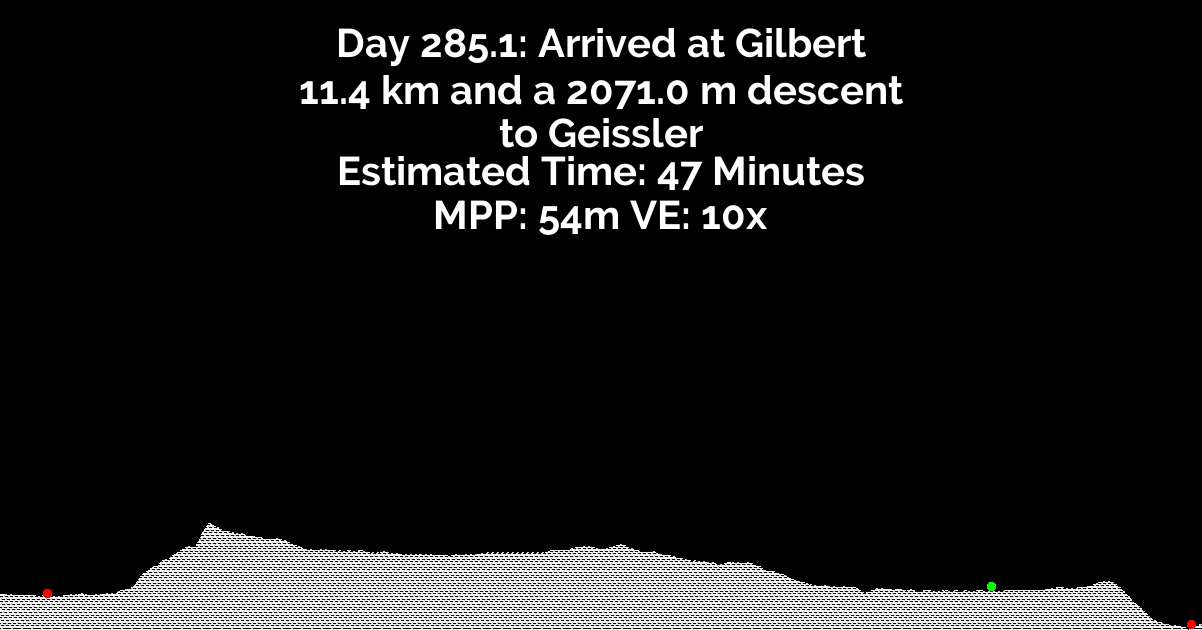 Day 285.1: Arrived at Gilbert
11.4 km and a 2071.0 m descent
to Geissler
Estimated Time: 47 Minutes
MPP: 54m VE: 10x